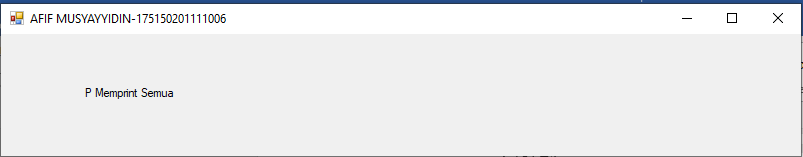 AFIF MUSYAYYIDIN-175150201111006
P Memprint Semua